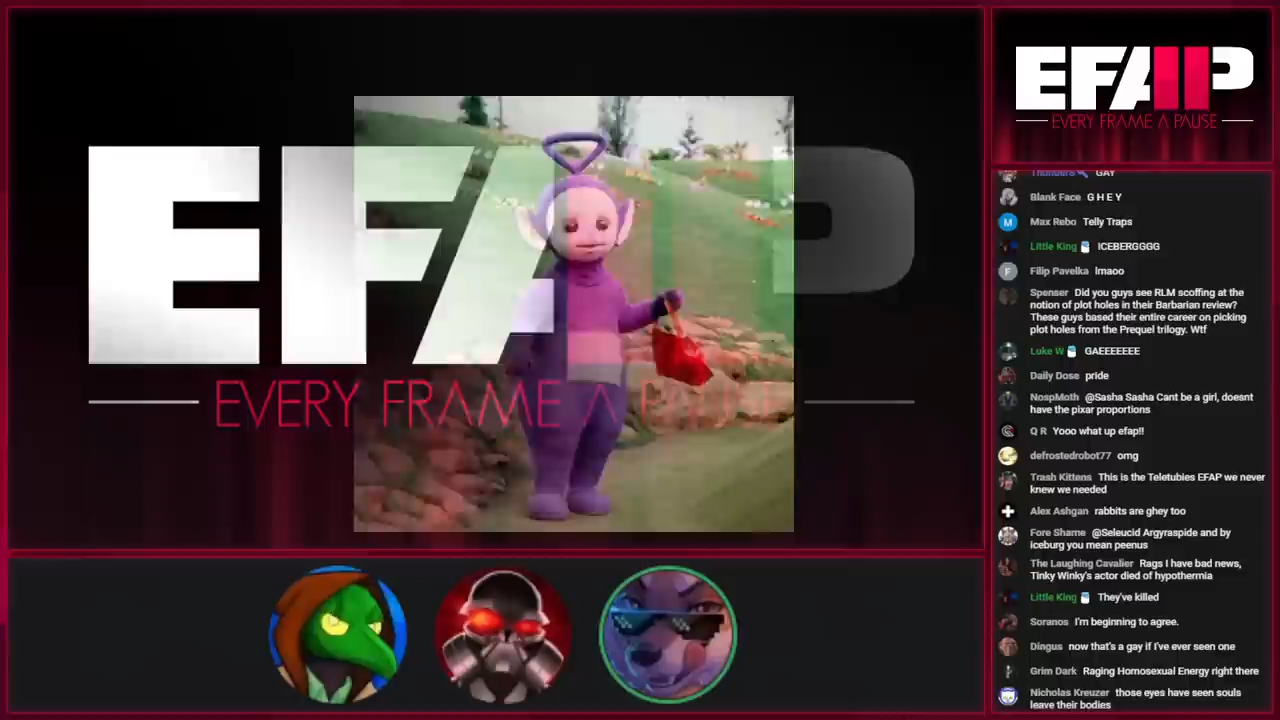 EFAP
EVERY FRAME A PAUSE
EFAP
EVERY FRAME A PAUSE
Thunder5 GAY
Blank Face G H E Y
M
Max Rebo Telly Traps
Little King ICEBERGGGG
F
Filip Pavelka lmaoo
Spenser Did you guys see RLM scoffing at the
notion of plot holes in their Barbarian review?
These guys based their entire career on picking
plot holes from the Prequel trilogy. Wtf
Luke W GAEEEEEEE
Daily Dose pride
NospMoth @Sasha Sasha Cant be a girl, doesnt
have the pixar proportions
Q R Yooo what up efap!!
defrostedrobot77 omg
Trash Kittens This is the Teletubies EFAP we never
knew we needed
Alex Ashgan rabbits are ghey too
Fore Shame @Seleucid Argyraspide and by
iceburg you mean peenus
The Laughing Cavalier Rags I have bad news,
Tinky Winky's actor died of hypothermia
Little King They've killed
Soranos I'm beginning to agree.
Dingus now that's a gay if I've ever seen one
Grim Dark Raging Homosexual Energy right there
Nicholas Kreuzer those eyes have seen souls
leave their bodies